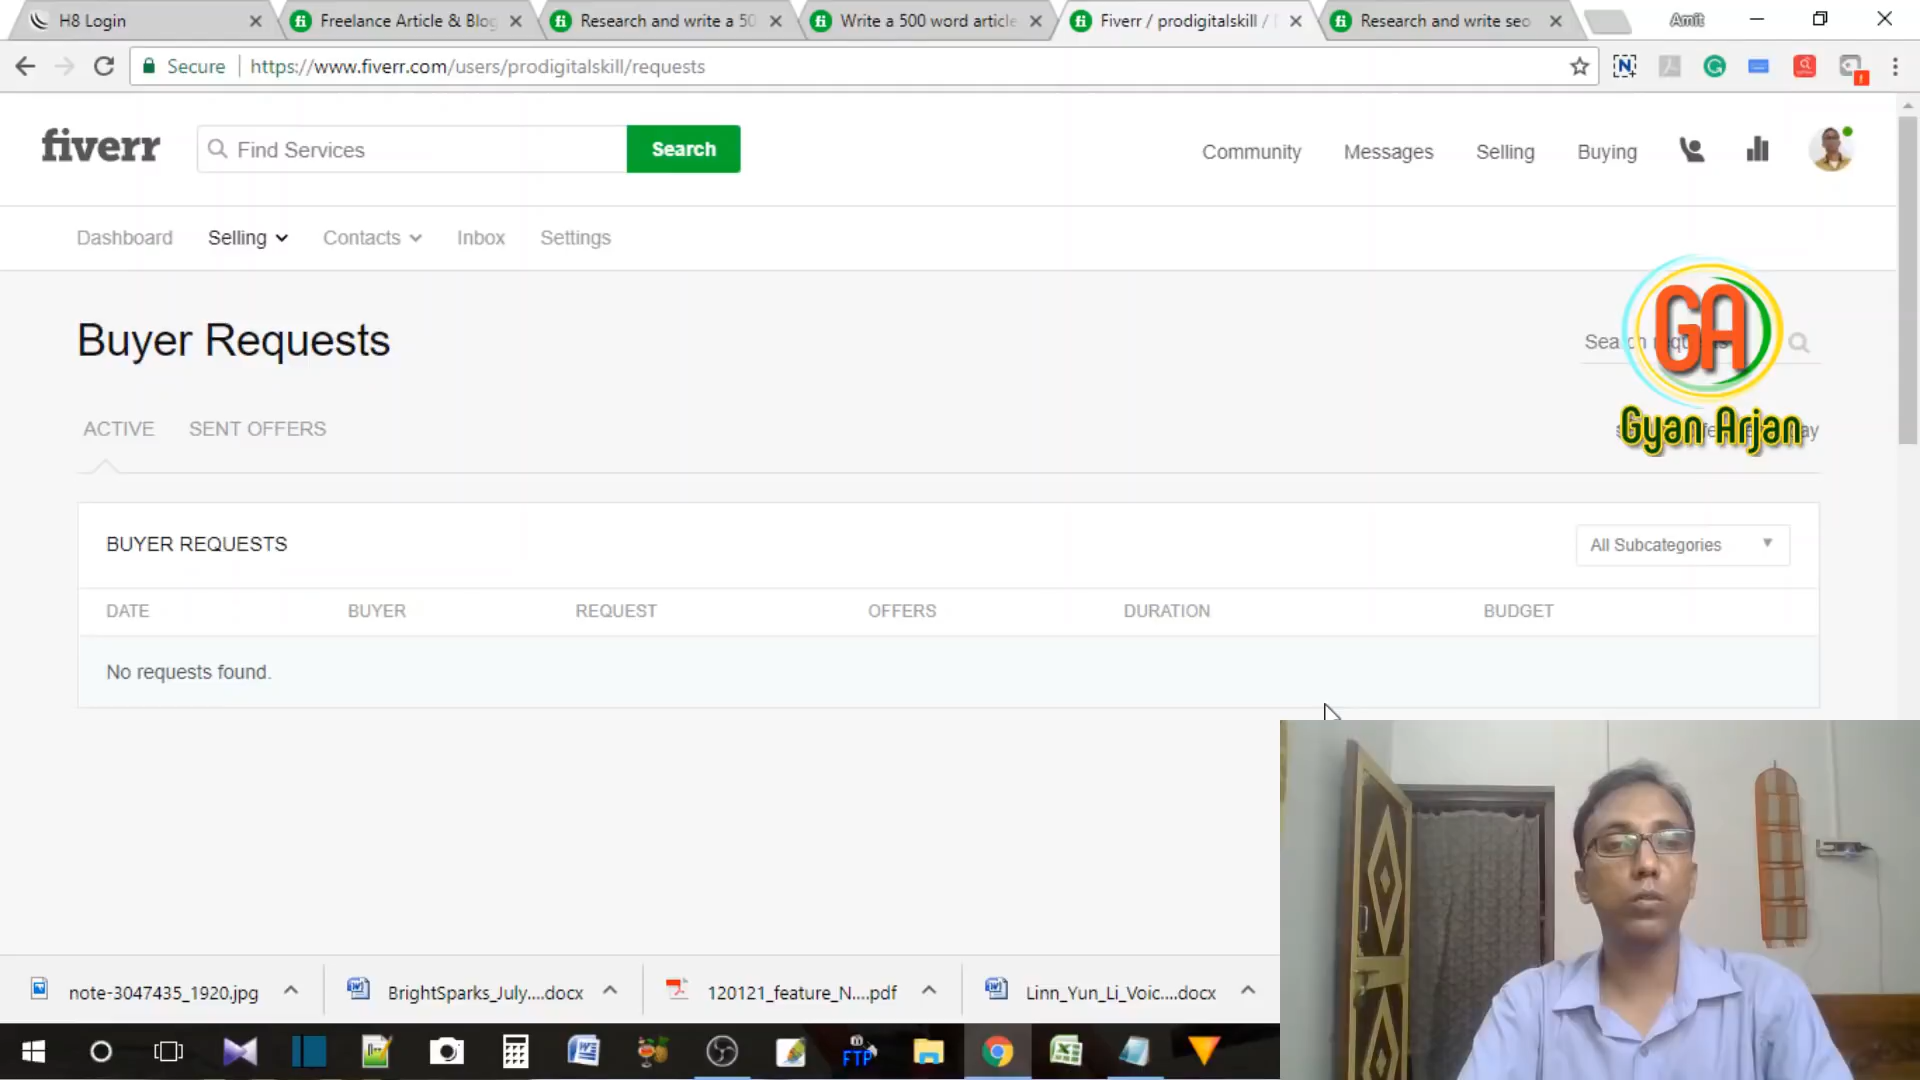 H8 Login
Freelance Article & Blog
Research and write a 50
Write a 500 word article
Fiverr / prodigitalskill /
Research and write seo
Amit
Secure
https://www.fiverr.com/users/prodigitalskill/requests
fiverr
Find Services
Search
Community
Messages
Selling
Buying
Dashboard
Selling
Contacts
Inbox
Settings
Buyer Requests
GA
Gyan Arjan
ACTIVE
SENT OFFERS
BUYER REQUESTS
All Subcategories
DATE
BUYER
REQUEST
OFFERS
DURATION
BUDGET
No requests found.
note-3047435_1920.jpg
BrightSparks_July....docx
120121_feature_N....pdf
Linn_Yun_Li_Voic....docx
FTP